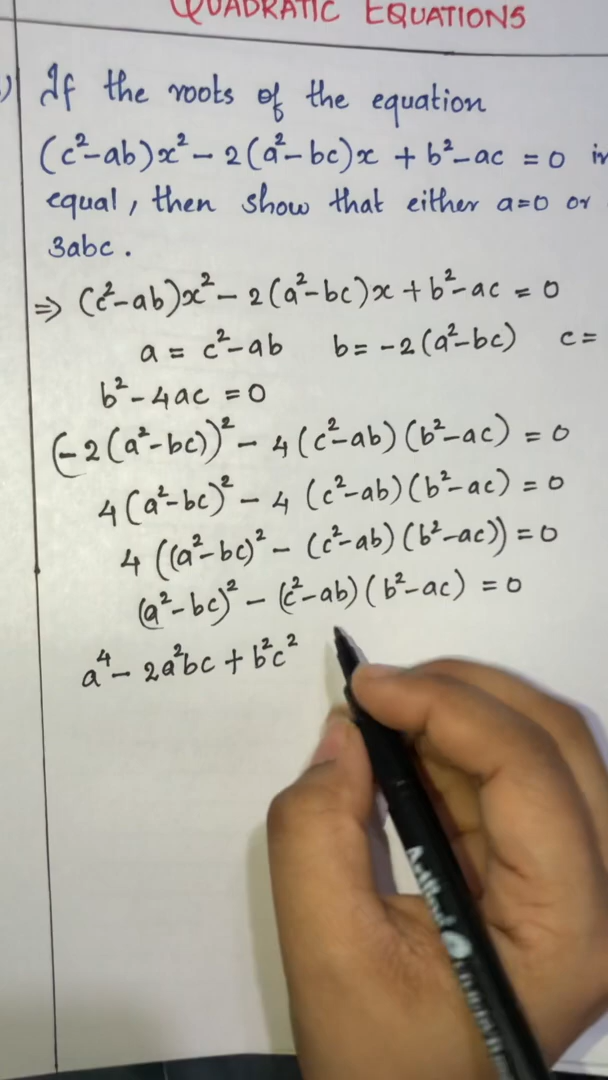 QUADRATIC EQUATIONS
) If the roots of the equation
(c²-ab)x² - 2(a²-bc)x + b²-ac = 0 in
equal, then show that either a=0 or
3abc.
⇒ (c²-ab)x² - 2(a²-bc)x + b²-ac = 0
a = c²-ab b = -2(a²-bc) c =
b² - 4ac = 0
(-2(a²-bc))² - 4(c²-ab)(b²-ac) = 0
4(a²-bc)² - 4(c²-ab)(b²-ac) = 0
4((a²-bc)² - (c²-ab)(b²-ac)) = 0
(a²-bc)² - (c²-ab)(b²-ac) = 0
a⁴ - 2a²bc + b²c²